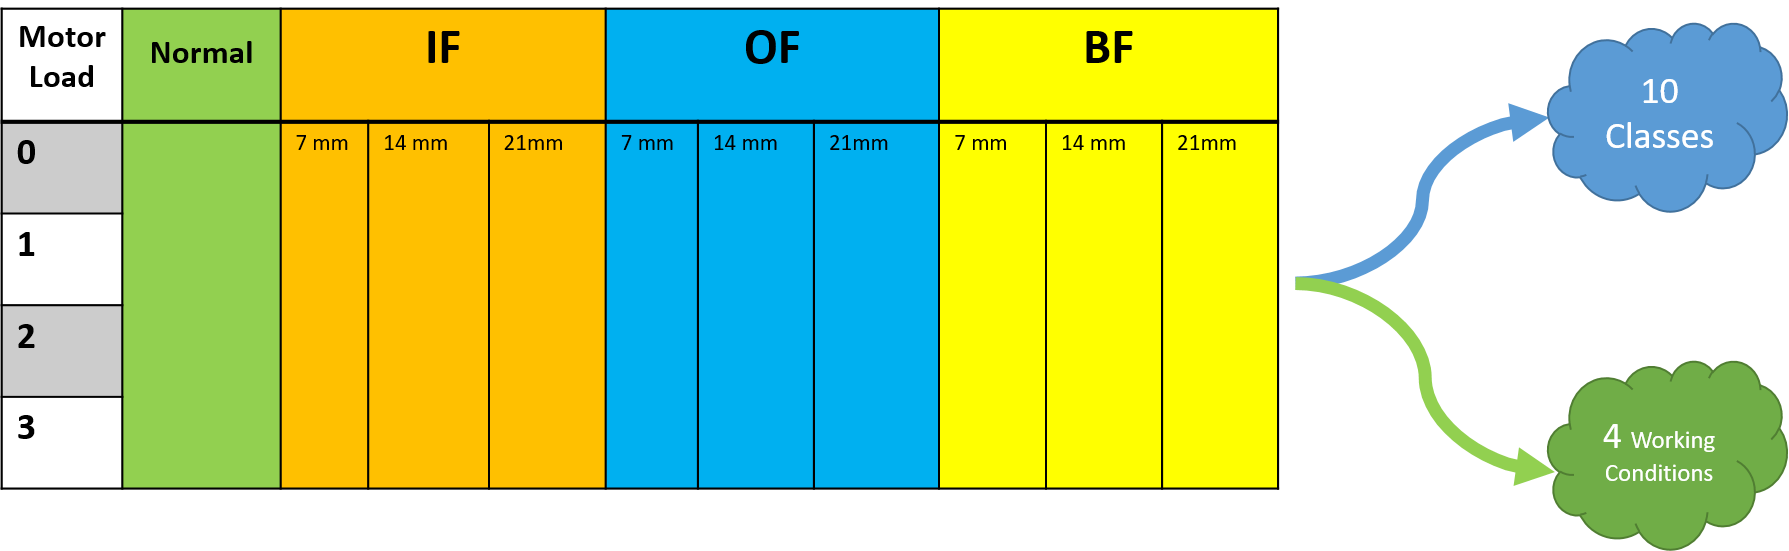 Motor
Load
Normal
IF
OF
BF
0
7 mm
14 mm
21mm
7 mm
14 mm
21mm
7 mm
14 mm
21mm
1
2
3
10
Classes
4 Working
Conditions